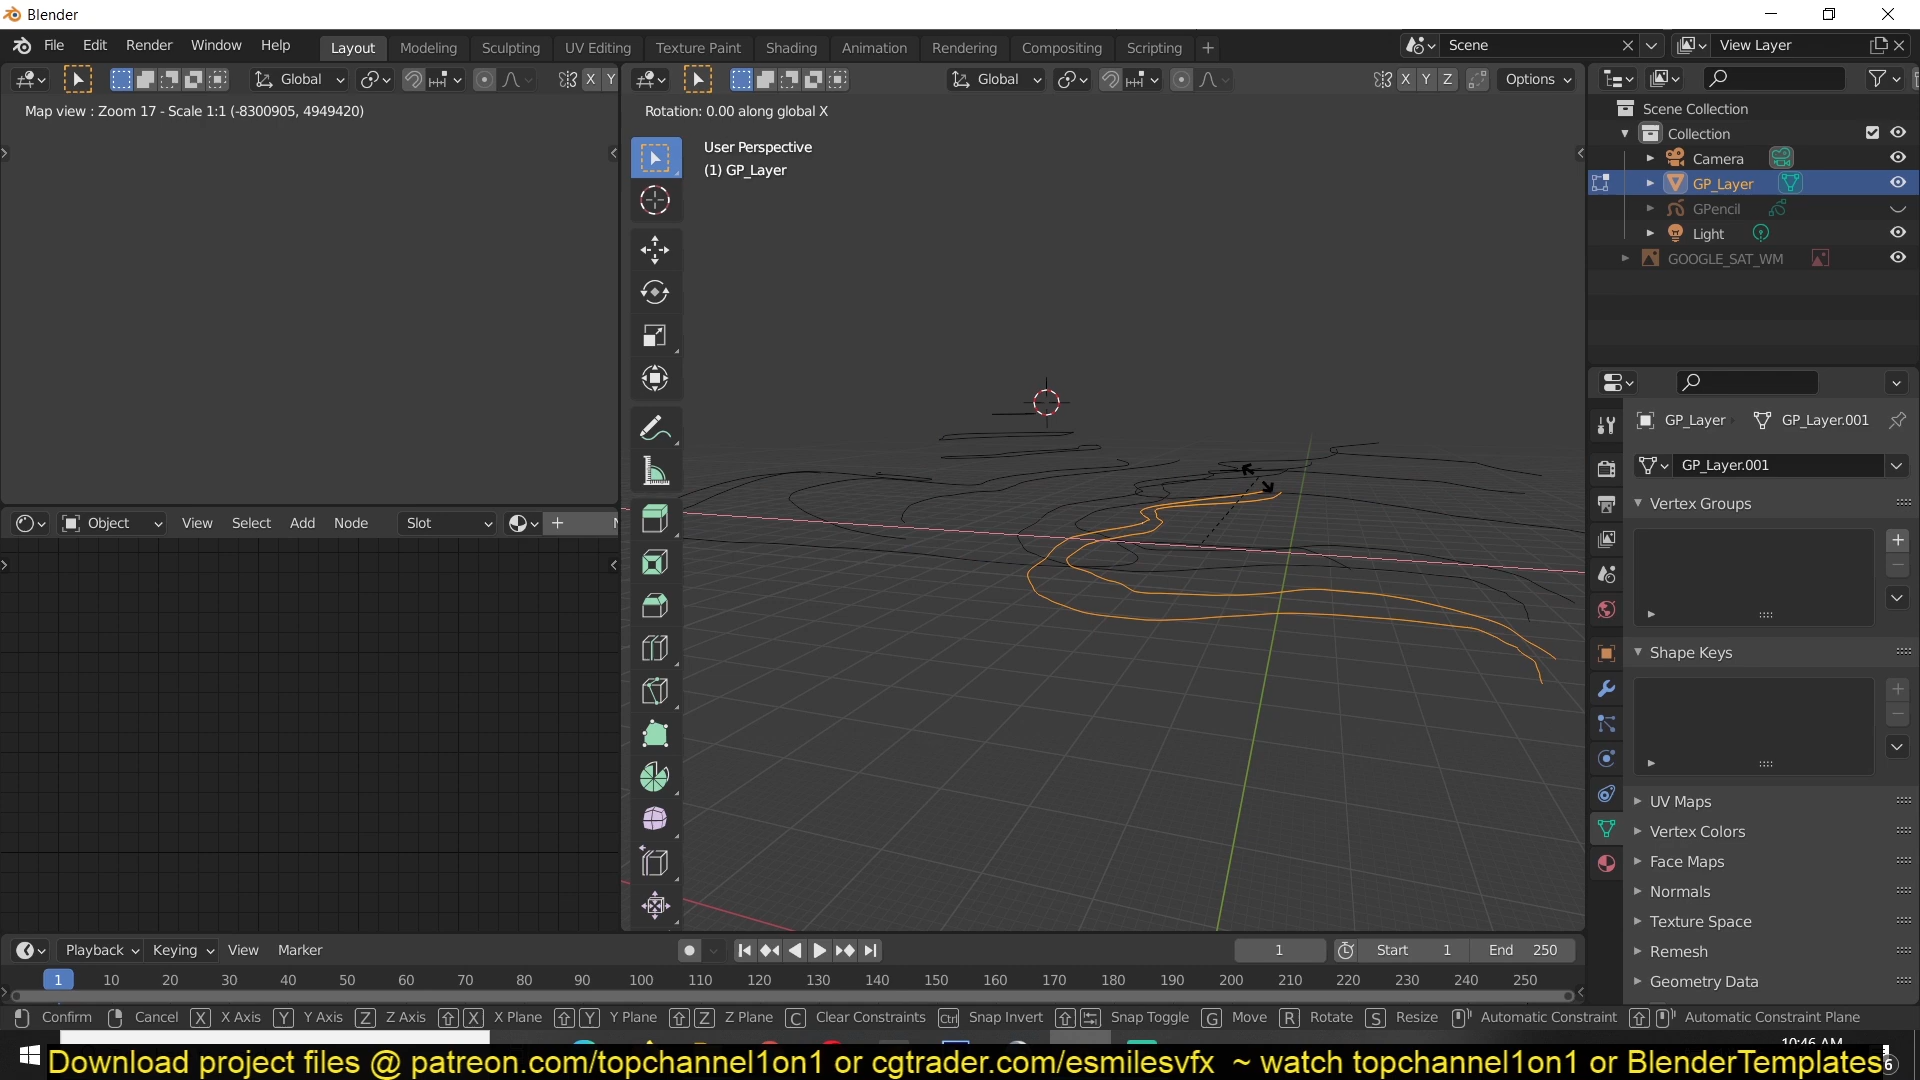 Blender
File Edit Render Window Help Layout Modeling Sculpting UV Editing Texture Paint Shading Animation Rendering Compositing Scripting + Scene View Layer
Global X Y Global X Y Z Options
Map view : Zoom 17 - Scale 1:1 (-8300905, 4949420)
Rotation: 0.00 along global X
User Perspective
(1) GP_Layer
Scene Collection
Collection
Camera
GP_Layer
GPencil
Light
GOOGLE_SAT_WM
GP_Layer GP_Layer.001
GP_Layer.001
Vertex Groups
Shape Keys
UV Maps
Vertex Colors
Face Maps
Normals
Texture Space
Remesh
Geometry Data
Object View Select Add Node Slot
Playback Keying View Marker 1 Start 1 End 250
1 10 20 30 40 50 60 70 80 90 100 110 120 130 140 150 160 170 180 190 200 210 220 230 240 250
Confirm Cancel X X Axis Y Y Axis Z Z Axis X X Plane Y Y Plane Z Z Plane C Clear Constraints Ctrl Snap Invert Snap Toggle G Move R Rotate S Resize Automatic Constraint Automatic Constraint Plane
10:46 AM
Download project files @ patreon.com/topchannel1on1 or cgtrader.com/esmilesvfx ~ watch topchannel1on1 or BlenderTemplates